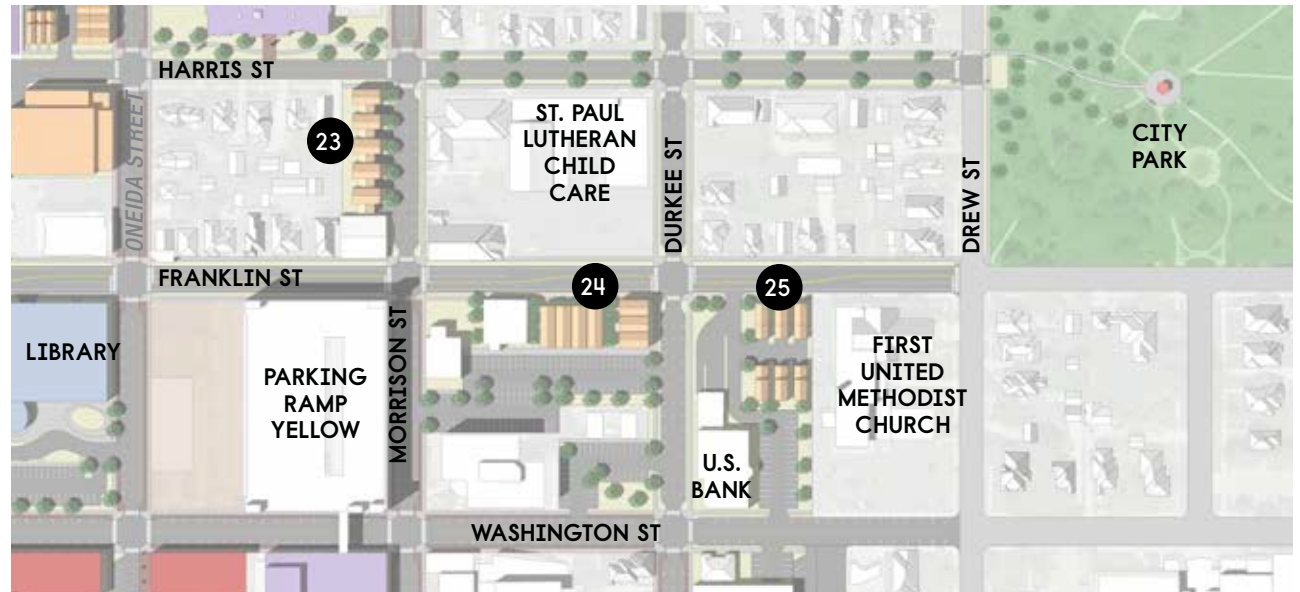 HARRIS ST
ONEIDA STREET
23
ST. PAUL
LUTHERAN
CHILD
CARE
DURKEE ST
DREW ST
CITY
PARK
FRANKLIN ST
24
25
LIBRARY
PARKING
RAMP
YELLOW
MORRISON ST
FIRST
UNITED
METHODIST
CHURCH
U.S.
BANK
WASHINGTON ST